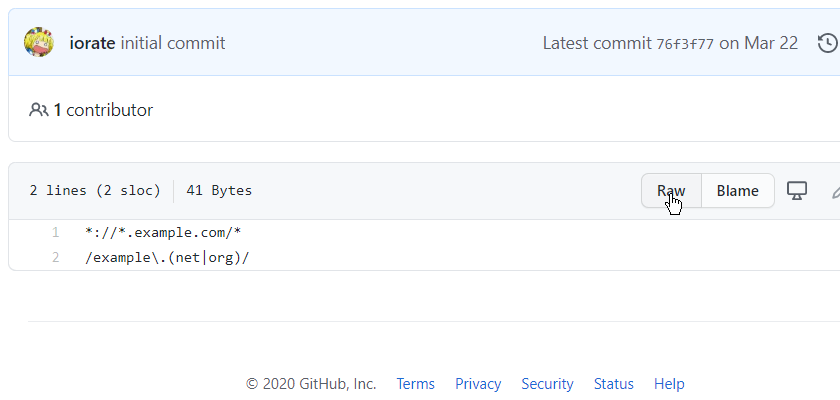 iorate initial commit Latest commit 76f3f77 on Mar 22
1 contributor
2 lines (2 sloc) 41 Bytes Raw Blame
1 *://*.example.com/*
2 /example\.(net|org)/
© 2020 GitHub, Inc. Terms Privacy Security Status Help